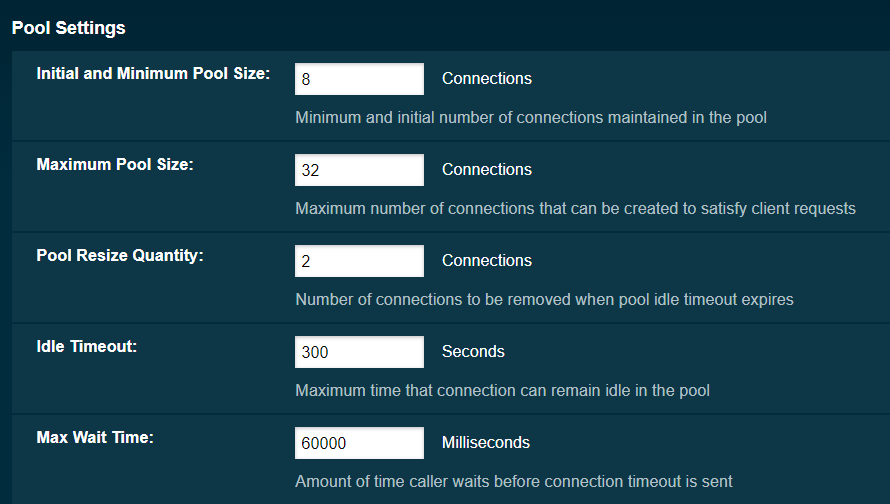 Pool Settings
Initial and Minimum Pool Size: 8 Connections
Minimum and initial number of connections maintained in the pool
Maximum Pool Size: 32 Connections
Maximum number of connections that can be created to satisfy client requests
Pool Resize Quantity: 2 Connections
Number of connections to be removed when pool idle timeout expires
Idle Timeout: 300 Seconds
Maximum time that connection can remain idle in the pool
Max Wait Time: 60000 Milliseconds
Amount of time caller waits before connection timeout is sent